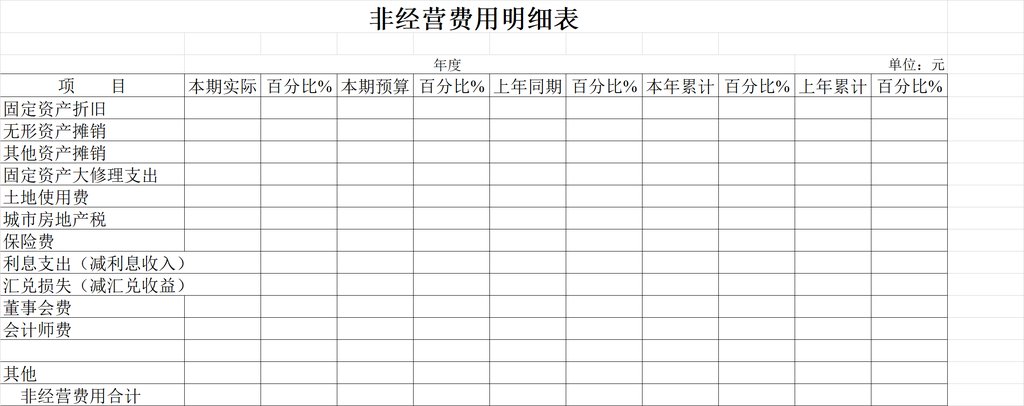 非经营费用明细表
年度 单位：元
项 目 本期实际 百分比% 本期预算 百分比% 上年同期 百分比% 本年累计 百分比% 上年累计 百分比%
固定资产折旧
无形资产摊销
其他资产摊销
固定资产大修理支出
土地使用费
城市房地产税
保险费
利息支出（减利息收入）
汇兑损失（减汇兑收益）
董事会费
会计师费
其他
非经营费用合计